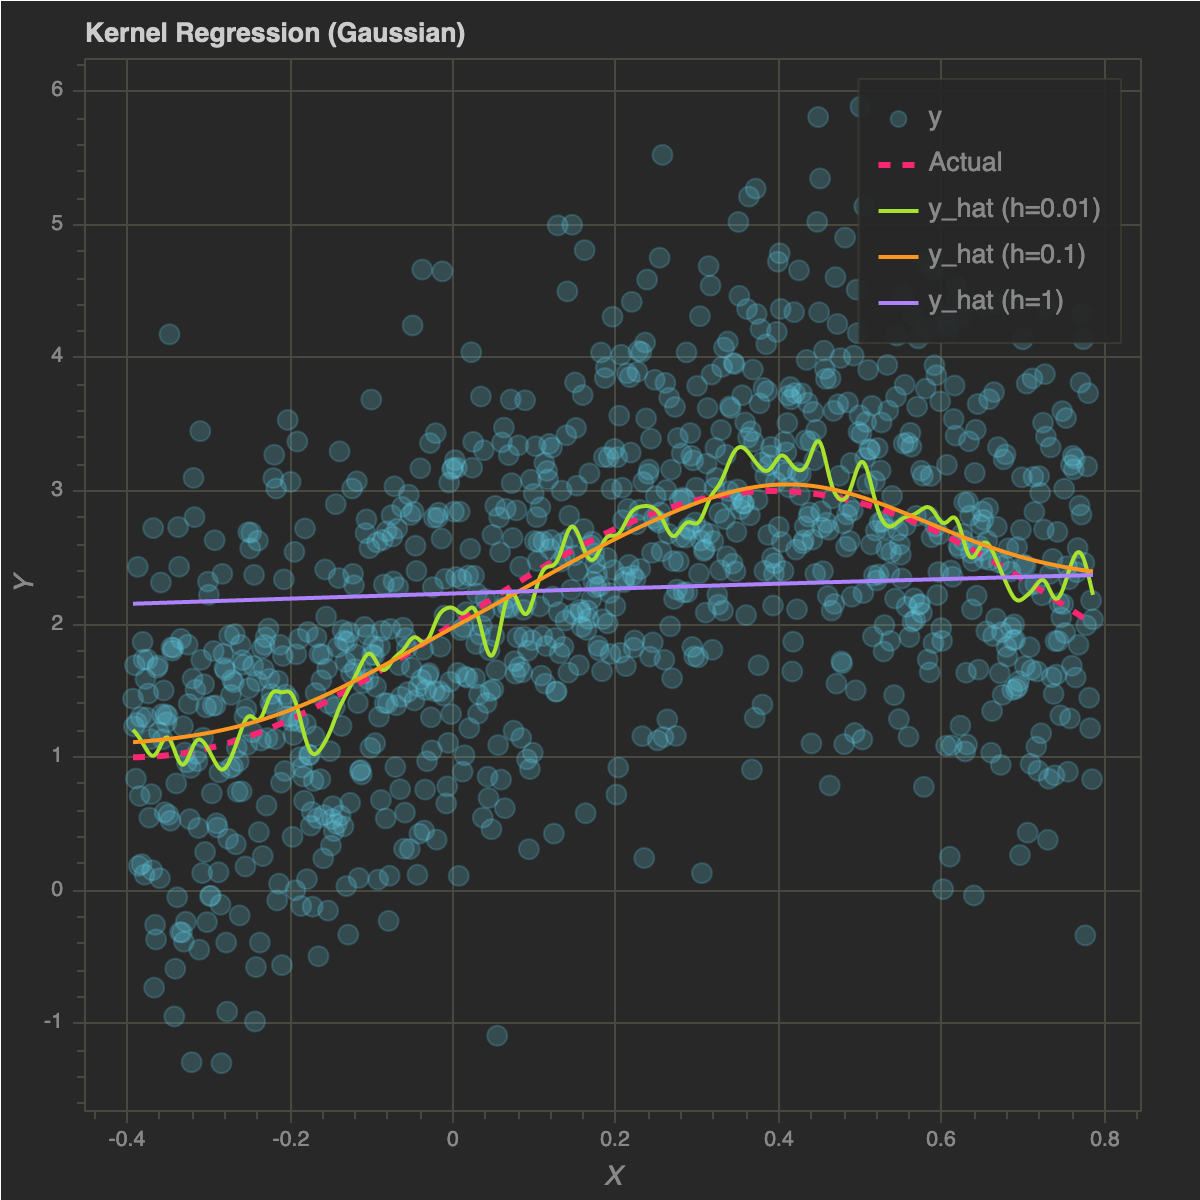 Kernel Regression (Gaussian)
y
Actual
y_hat (h=0.01)
y_hat (h=0.1)
y_hat (h=1)
6
5
4
3
2
1
0
-1
Y
-0.4 -0.2 0 0.2 0.4 0.6 0.8
X